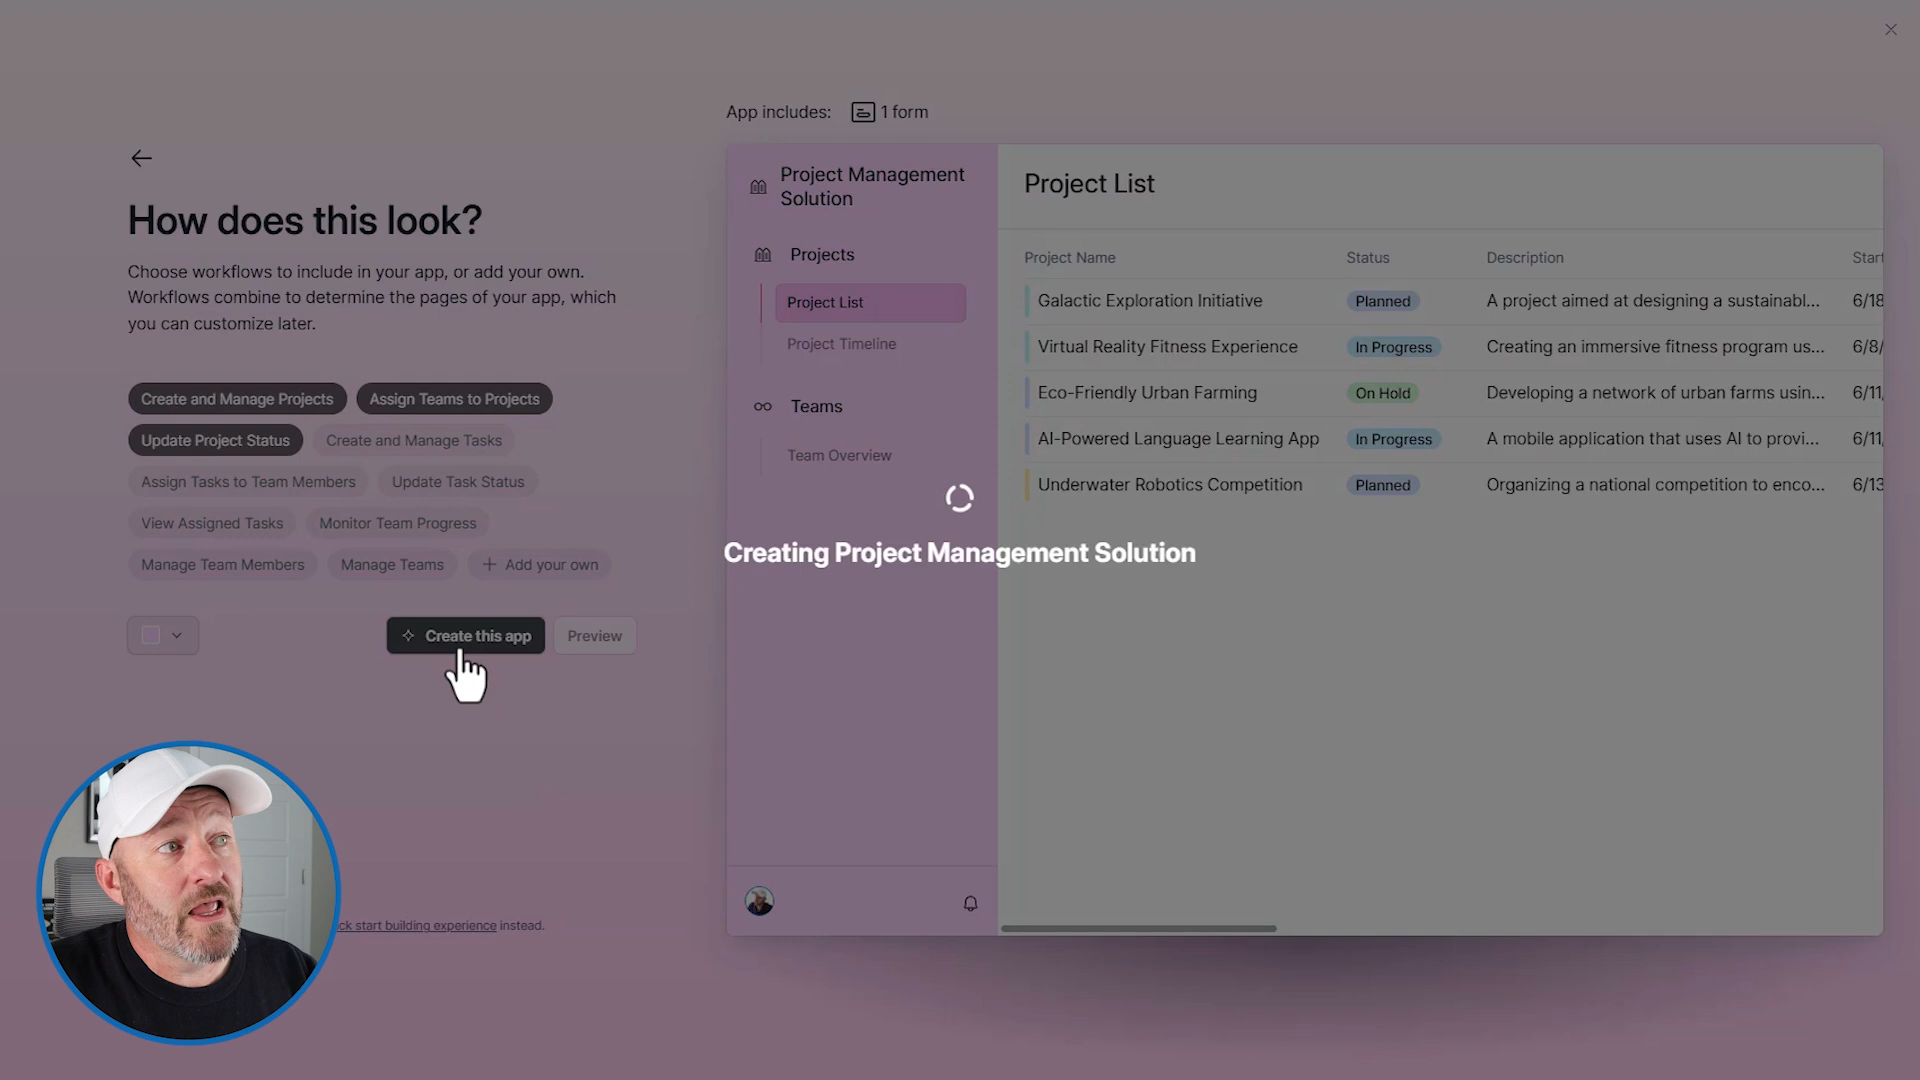 App includes: 1 form
How does this look?
Choose workflows to include in your app, or add your own.
Workflows combine to determine the pages of your app, which
you can customize later.
Create and Manage Projects Assign Teams to Projects
Update Project Status Create and Manage Tasks
Assign Tasks to Team Members Update Task Status
View Assigned Tasks Monitor Team Progress
Manage Team Members Manage Teams + Add your own
Create this app Preview
start building experience instead.
Project Management
Solution
Projects
Project List
Project Timeline
Teams
Team Overview
Project List
Project Name Status Description Start
Galactic Exploration Initiative Planned A project aimed at designing a sustainabl... 6/18
Virtual Reality Fitness Experience In Progress Creating an immersive fitness program us... 6/8/
Eco-Friendly Urban Farming On Hold Developing a network of urban farms usin... 6/11,
AI-Powered Language Learning App In Progress A mobile application that uses AI to provi... 6/11,
Underwater Robotics Competition Planned Organizing a national competition to enco... 6/13
Creating Project Management Solution